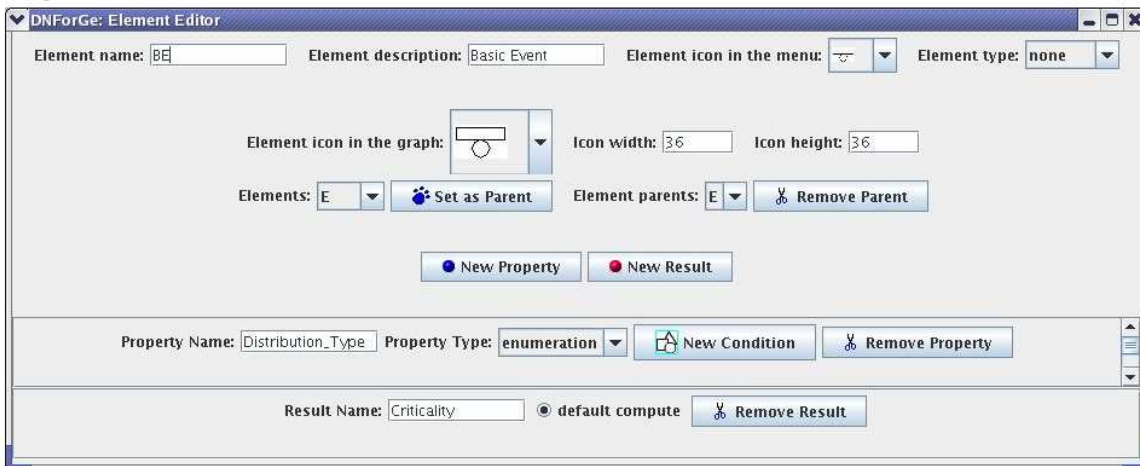 DNForGe: Element Editor
Element name: BE Element description: Basic Event Element icon in the menu: Element type: none
Element icon in the graph: Icon width: 36 Icon height: 36
Elements: E Set as Parent Element parents: E Remove Parent
New Property New Result
Property Name: Distribution_Type Property Type: enumeration New Condition Remove Property
Result Name: Criticality default compute Remove Result